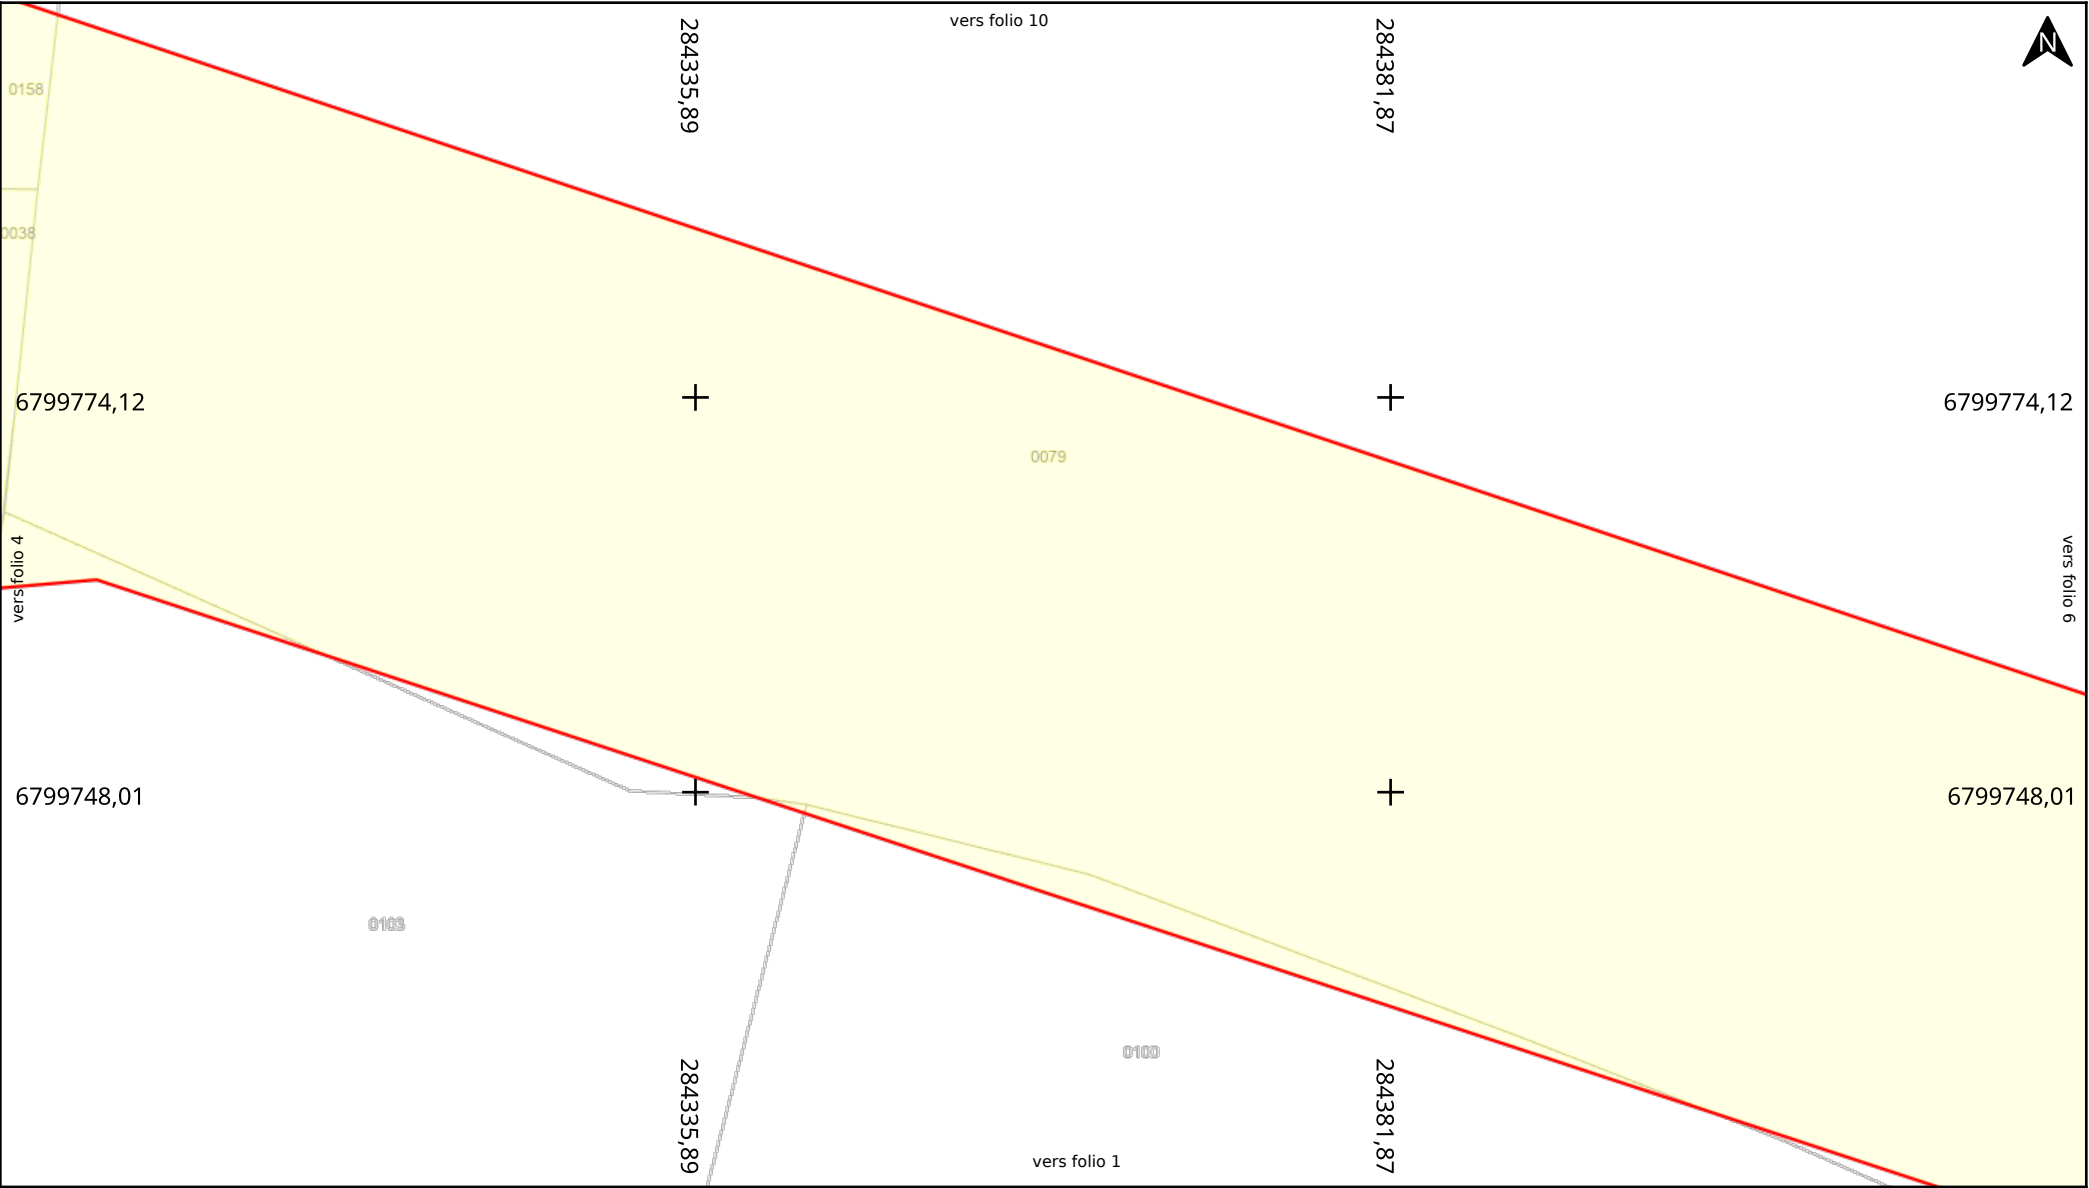 vers folio 10
284335,89
284381,87
N
0158
0038
6799774,12
6799774,12
0079
vers folio 4
vers folio 6
6799748,01
6799748,01
0103
0100
284335,89
284381,87
vers folio 1